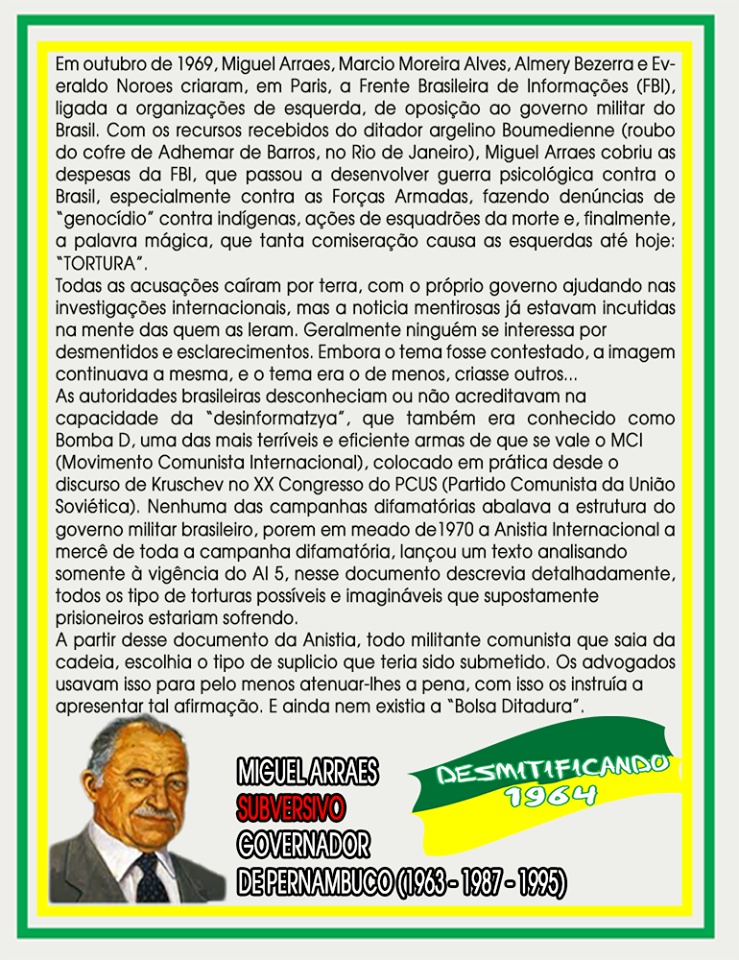 Em outubro de 1969, Miguel Arraes, Marcio Moreira Alves, Almery Bezerra e Ev-
eraldo Noroes criaram, em Paris, a Frente Brasileira de Informações (FBI),
ligada a organizações de esquerda, de oposição ao governo militar do
Brasil. Com os recursos recebidos do ditador argelino Boumedienne (roubo
do cofre de Adhemar de Barros, no Rio de Janeiro), Miguel Arraes cobriu as
despesas da FBI, que passou a desenvolver guerra psicológica contra o
Brasil, especialmente contra as Forças Armadas, fazendo denúncias de
“genocídio” contra indígenas, ações de esquadrões da morte e, finalmente,
a palavra mágica, que tanta comiseração causa as esquerdas até hoje:
“TORTURA”.
Todas as acusações caíram por terra, com o próprio governo ajudando nas
investigações internacionais, mas a noticia mentirosas já estavam incutidas
na mente das quem as leram. Geralmente ninguém se interessa por
desmentidos e esclarecimentos. Embora o tema fosse contestado, a imagem
continuava a mesma, e o tema era o de menos, criasse outros...
As autoridades brasileiras desconheciam ou não acreditavam na
capacidade da “desinformatzya”, que também era conhecido como
Bomba D, uma das mais terríveis e eficiente armas de que se vale o MCI
(Movimento Comunista Internacional), colocado em prática desde o
discurso de Kruschev no XX Congresso do PCUS (Partido Comunista da União
Soviética). Nenhuma das campanhas difamatórias abalava a estrutura do
governo militar brasileiro, porem em meado de1970 a Anistia Internacional a
mercê de toda a campanha difamatória, lançou um texto analisando
somente à vigência do AI 5, nesse documento descrevia detalhadamente,
todos os tipo de torturas possíveis e imagináveis que supostamente
prisioneiros estariam sofrendo.
A partir desse documento da Anistia, todo militante comunista que saia da
cadeia, escolhia o tipo de suplicio que teria sido submetido. Os advogados
usavam isso para pelo menos atenuar-lhes a pena, com isso os instruía a
apresentar tal afirmação. E ainda nem existia a “Bolsa Ditadura”.
MIGUEL ARRAES
SUBVERSIVO
GOVERNADOR
DE PERNAMBUCO (1963 - 1987 - 1995)
DESMITIFICANDO
1964